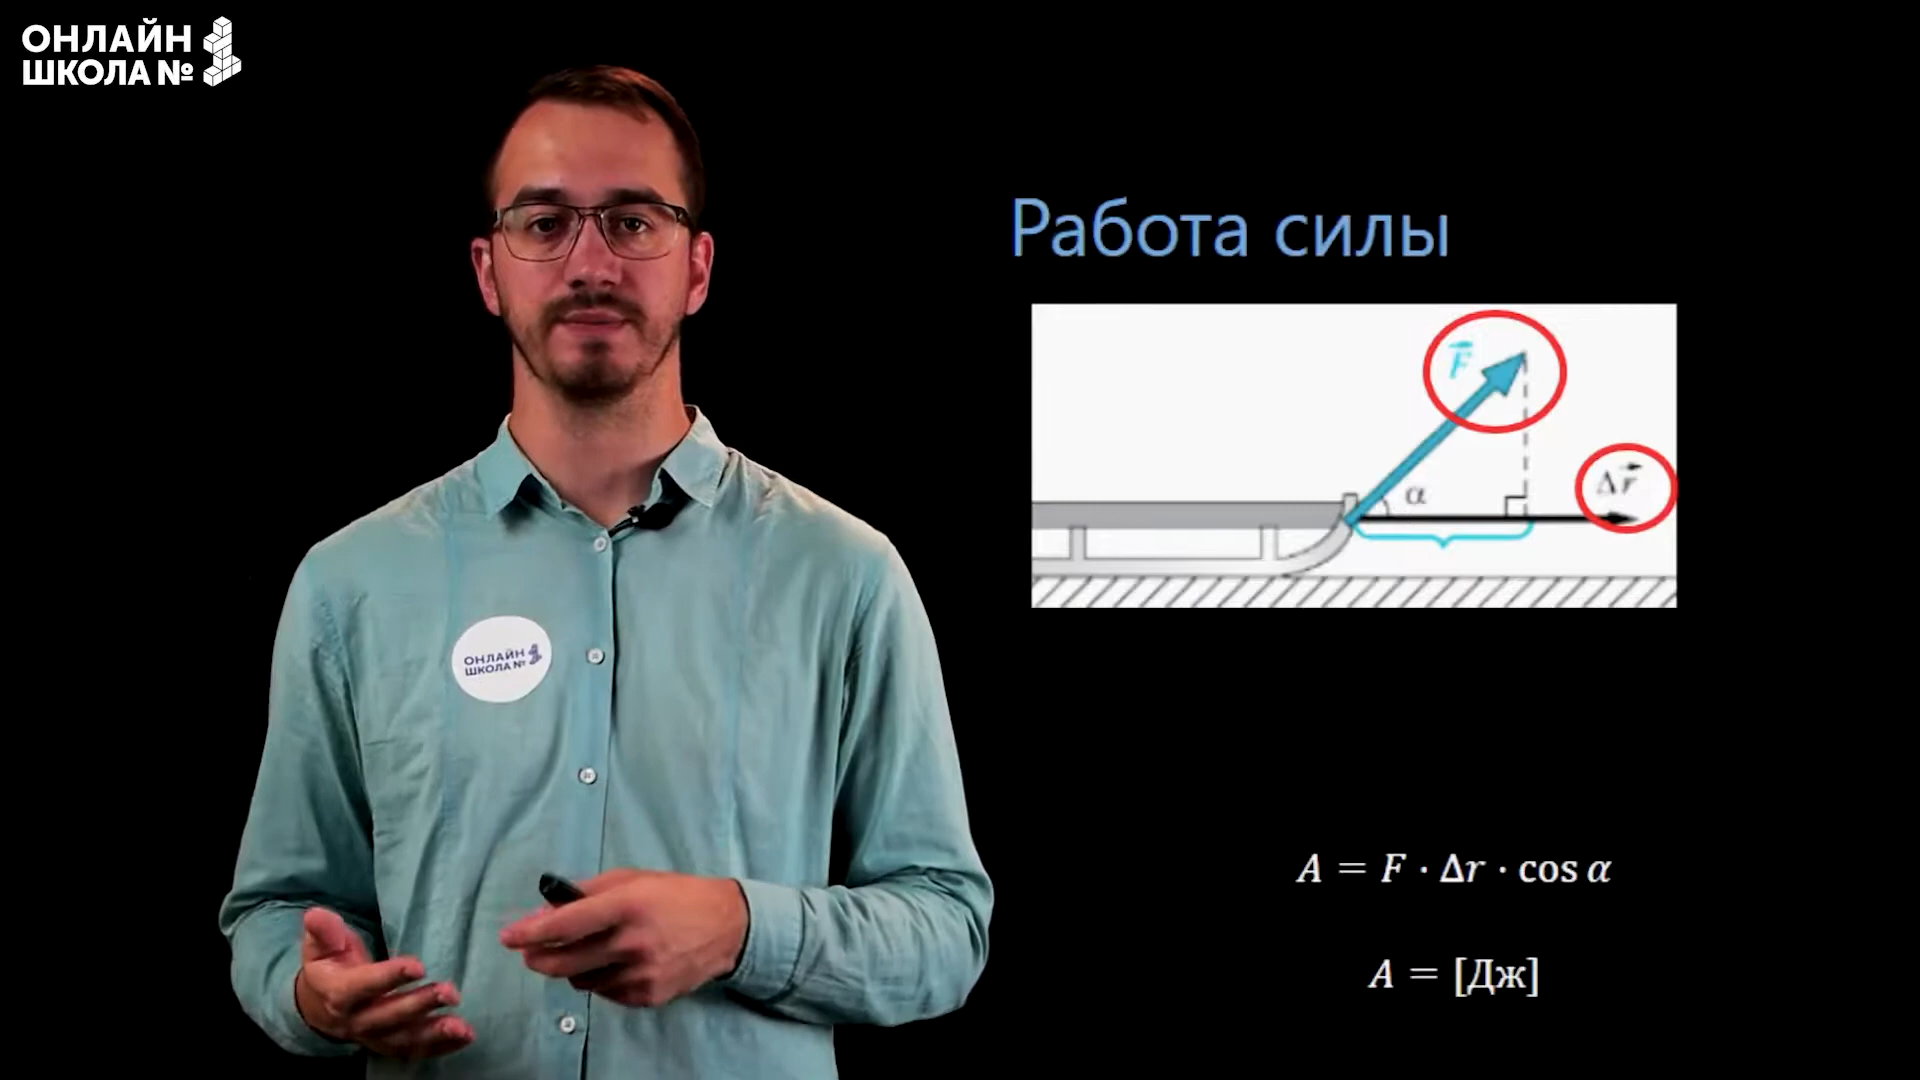 ОНЛАЙН
ШКОЛА №
Работа силы
F
α
Δr
ОНЛАЙН
ШКОЛА №
A = F · Δr · cos α
A = [Дж]